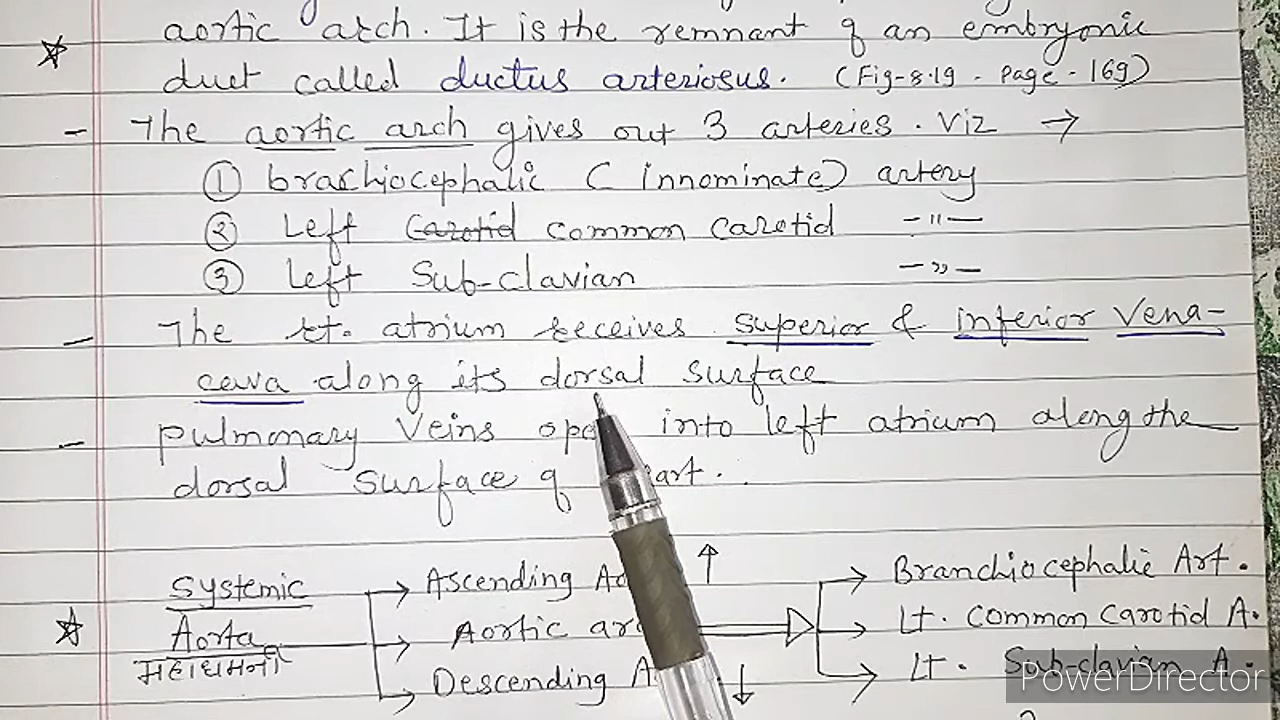 aortic arch. It is the remnant of an embryonic
duct called ductus arteriosus. (Fig-8.19 - Page - 169)
- The aortic arch gives out 3 arteries. Viz →
① brachiocephalic (innominate) artery
② Left Carotid common carotid -"-
③ Left Sub-clavian -"-
- The rt. atrium receives superior & inferior Vena-
cava along its dorsal surface
- pulmonary Veins ope into left atrium along the
dorsal surface of art.
Systemic → Ascending A ↑ → Branchiocephalic Art.
Aorta → Aortic ar → Lt. Common Carotid A.
महाधमनी → Descending A ↓ → Lt. Sub-clavian A.
PowerDirector